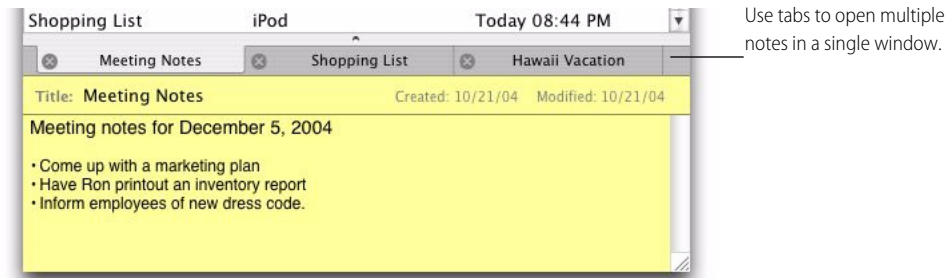 Shopping List iPod Today 08:44 PM
Use tabs to open multiple
notes in a single window.
Meeting Notes Shopping List Hawaii Vacation
Title: Meeting Notes Created: 10/21/04 Modified: 10/21/04
Meeting notes for December 5, 2004
• Come up with a marketing plan
• Have Ron printout an inventory report
• Inform employees of new dress code.